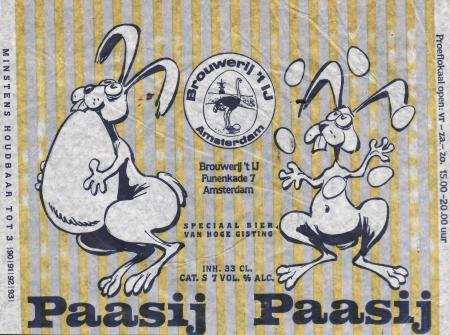 MINSTENS HOUDBAAR TOT 3 |90|91|92|93|
Brouwerij 't IJ
Amsterdam
Brouwerij 't IJ
Funenkade 7
Amsterdam
SPECIAAL BIER
VAN HOGE GISTING
INH. 33 CL.
CAT. S 7 VOL. % ALC.
Paasij
Paasij
Proeflokaal open: vr – za. – zo. 15.00 – 20.00 uur